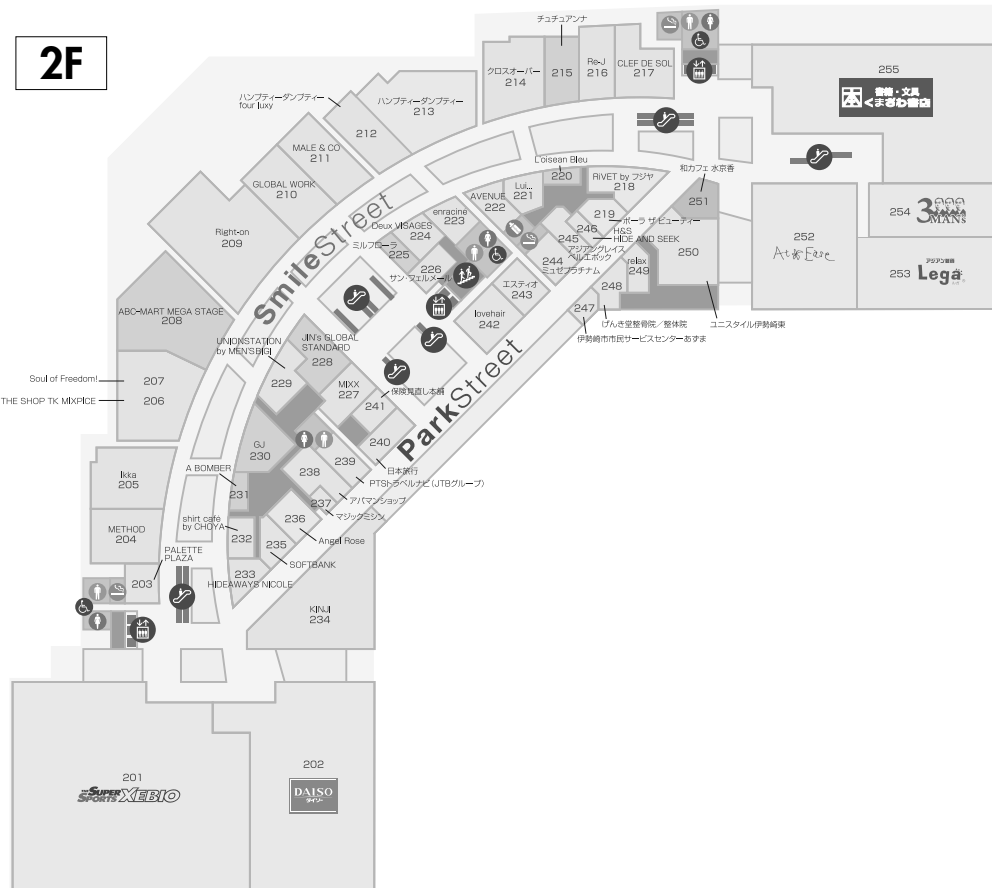 2F
チュチュアンナ
クロスオーバー
214
215
Re-J
216
CLEF DE SOL
217
255
書籍・文具
くまざわ書店
ハンプティーダンプティー
four luxy
212
ハンプティーダンプティー
213
MALE & CO
211
GLOBAL WORK
210
Right-on
209
ABC-MART MEGA STAGE
208
Soul of Freedom!
207
THE SHOP TK MIXPICE
206
Ikka
205
METHOD
204
PALETTE
PLAZA
203
SmileStreet
ParkStreet
L'oisean Bleu
220
RiVET by フジヤ
218
和カフェ 水京香
251
Lui...
221
AVENUE
222
enracine
223
Deux VISAGES
224
ミルフローラ
225
226
サン・フェルメール
219
ポーラ ザ ビューティー
246
H&S
HIDE AND SEEK
245
アジアングレイス
ベルエポック
244
ミュゼプラチナム
エスティオ
243
lovehair
242
relax
249
248
247
250
げんき堂整骨院/整体院
伊勢崎市市民サービスセンターあずま
ユニスタイル伊勢崎東
252
At Ease
254
3
MANs
253
アジアン雑貨
Lega
UNIONSTATION
by MEN'SBIGI
229
JIN's GLOBAL
STANDARD
228
MIXX
227
241
保険見直し本舗
240
日本旅行
GJ
230
239
PTSトラベルナビ(JTBグループ)
238
アパマンショップ
237
マジックミシン
A BOMBER
231
236
Angel Rose
shirt café
by CHOYA
232
235
SOFTBANK
233
HIDEAWAYS NICOLE
KINJI
234
201
THE SUPER
SPORTS XEBIO
202
DAISO
ダイソー